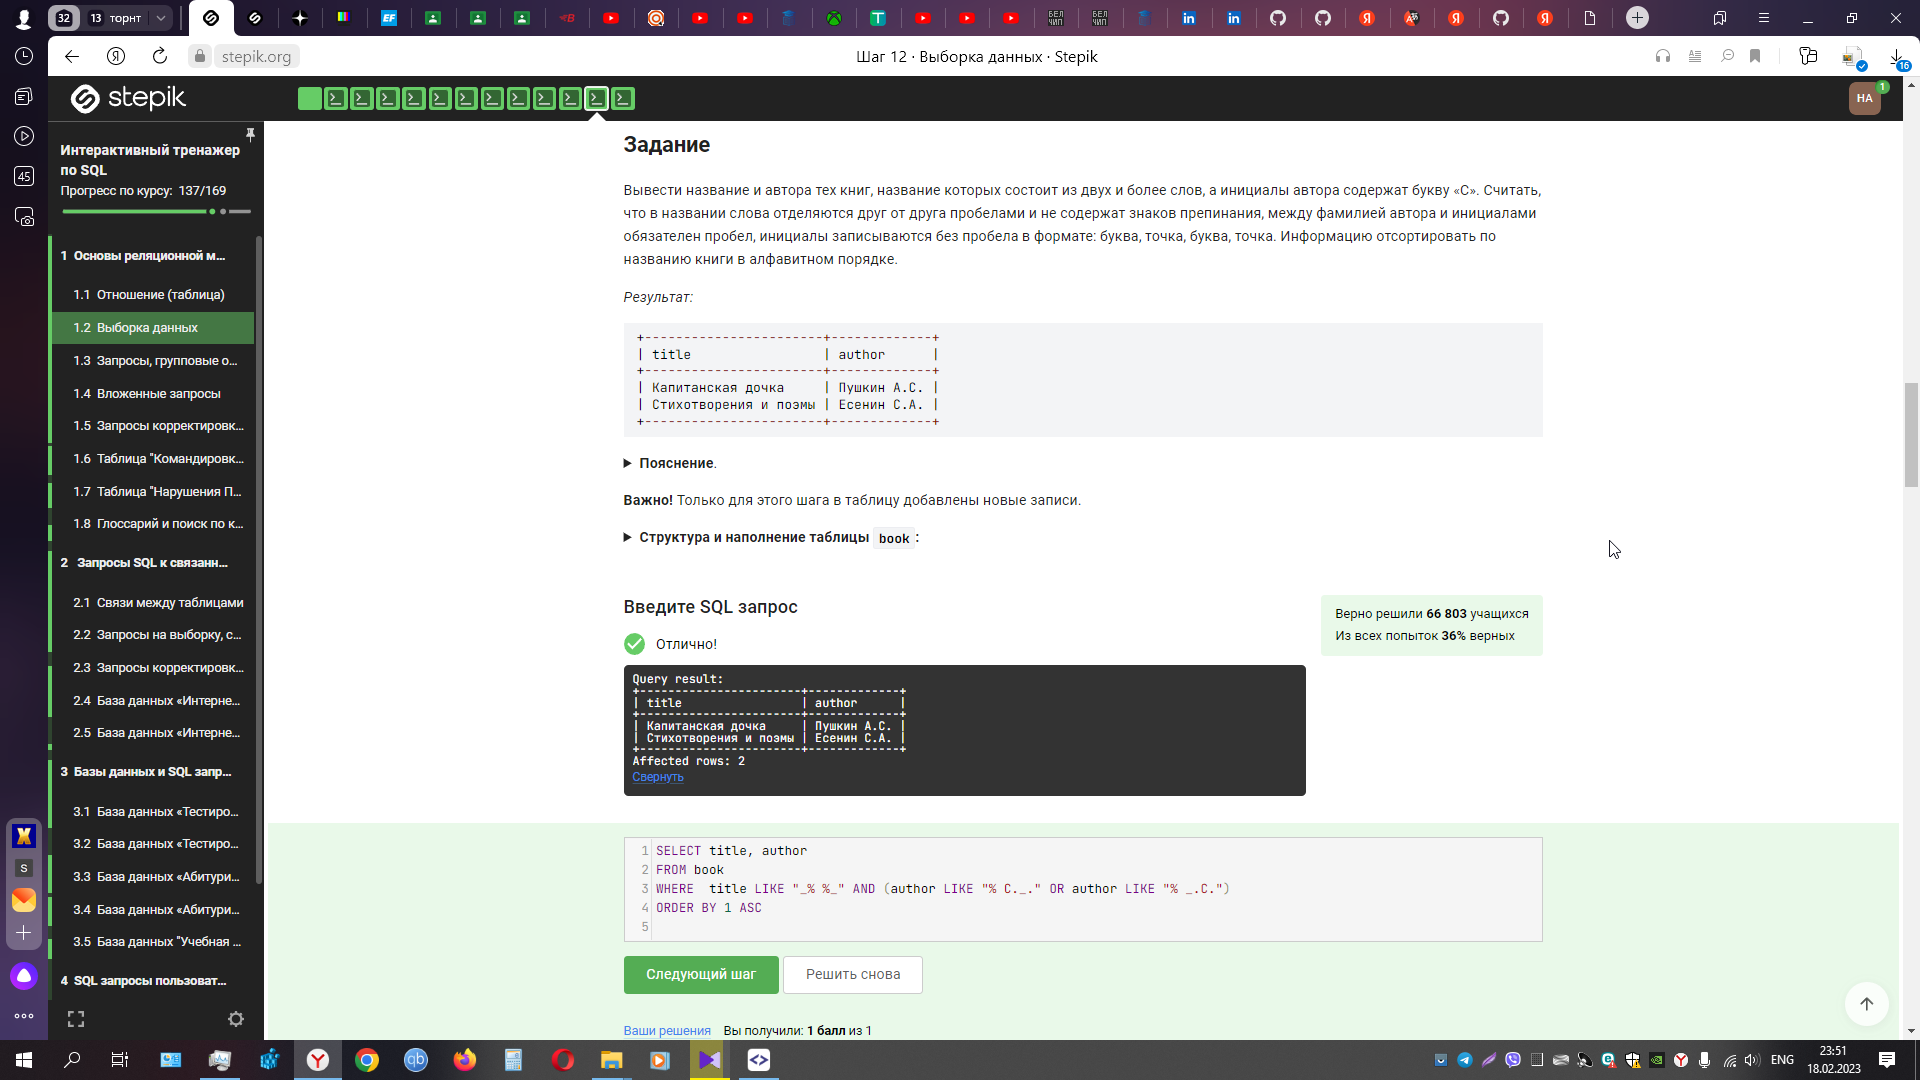 32
13
торнт
stepik.org
Шаг 12 · Выборка данных · Stepik
16
stepik
НА
1
45
Интерактивный тренажер
по SQL
Прогресс по курсу: 137/169
1 Основы реляционной м...
1.1 Отношение (таблица)
1.2 Выборка данных
1.3 Запросы, групповые о...
1.4 Вложенные запросы
1.5 Запросы корректировк...
1.6 Таблица "Командировк...
1.7 Таблица "Нарушения П...
1.8 Глоссарий и поиск по к...
2 Запросы SQL к связанн...
2.1 Связи между таблицами
2.2 Запросы на выборку, с...
2.3 Запросы корректировк...
2.4 База данных «Интерне...
2.5 База данных «Интерне...
3 Базы данных и SQL запр...
3.1 База данных «Тестиро...
3.2 База данных «Тестиро...
3.3 База данных «Абитури...
3.4 База данных «Абитури...
3.5 База данных "Учебная ...
4 SQL запросы пользоват...
Задание
Вывести название и автора тех книг, название которых состоит из двух и более слов, а инициалы автора содержат букву «С». Считать,
что в названии слова отделяются друг от друга пробелами и не содержат знаков препинания, между фамилией автора и инициалами
обязателен пробел, инициалы записываются без пробела в формате: буква, точка, буква, точка. Информацию отсортировать по
названию книги в алфавитном порядке.
Результат:
+-----------------------+-------------+
| title                 | author      |
+-----------------------+-------------+
| Капитанская дочка     | Пушкин А.С. |
| Стихотворения и поэмы | Есенин С.А. |
+-----------------------+-------------+
Пояснение.
Важно! Только для этого шага в таблицу добавлены новые записи.
Структура и наполнение таблицы book :
Введите SQL запрос
Верно решили 66 803 учащихся
Из всех попыток 36% верных
Отлично!
Query result:
+-----------------------+-------------+
| title                 | author      |
+-----------------------+-------------+
| Капитанская дочка     | Пушкин А.С. |
| Стихотворения и поэмы | Есенин С.А. |
+-----------------------+-------------+
Affected rows: 2
Свернуть
1 SELECT title, author
2 FROM book
3 WHERE  title LIKE "_% %_" AND (author LIKE "% С._." OR author LIKE "% _.С.")
4 ORDER BY 1 ASC
5
Следующий шаг
Решить снова
Ваши решения Вы получили: 1 балл из 1
ENG
23:51
18.02.2023